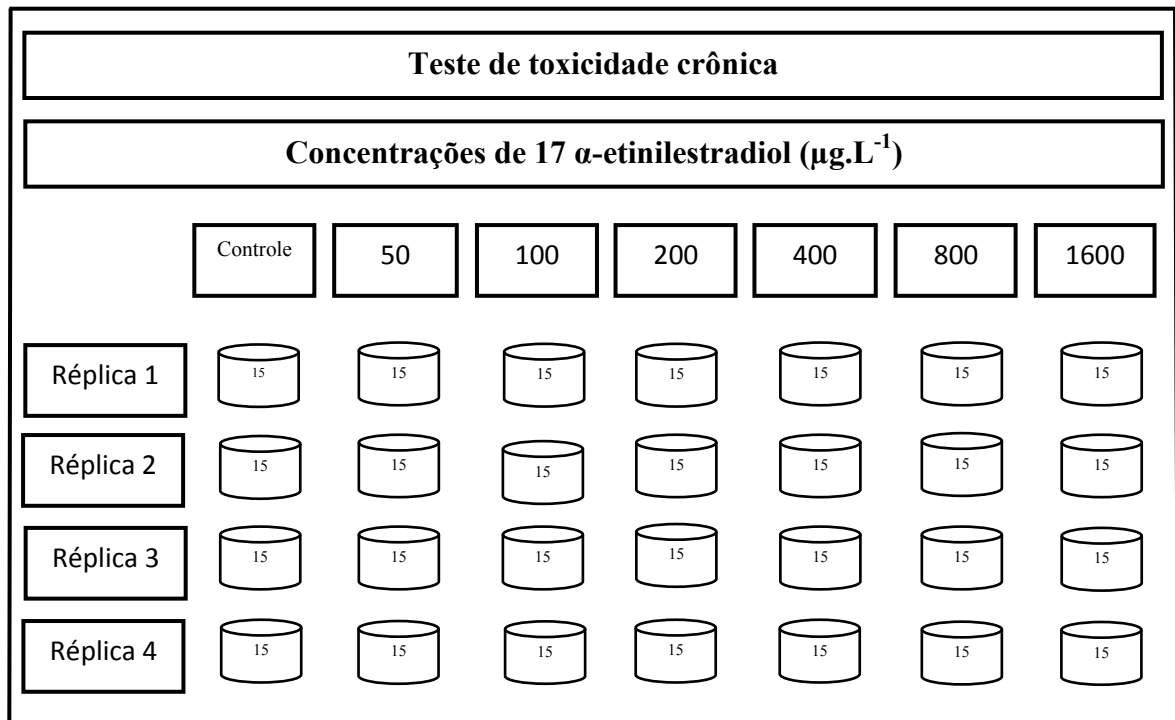 Teste de toxicidade crônica
Concentrações de 17 α-etinilestradiol (µg.L-1)
Controle 50 100 200 400 800 1600
Réplica 1 15 15 15 15 15 15 15
Réplica 2 15 15 15 15 15 15 15
Réplica 3 15 15 15 15 15 15 15
Réplica 4 15 15 15 15 15 15 15